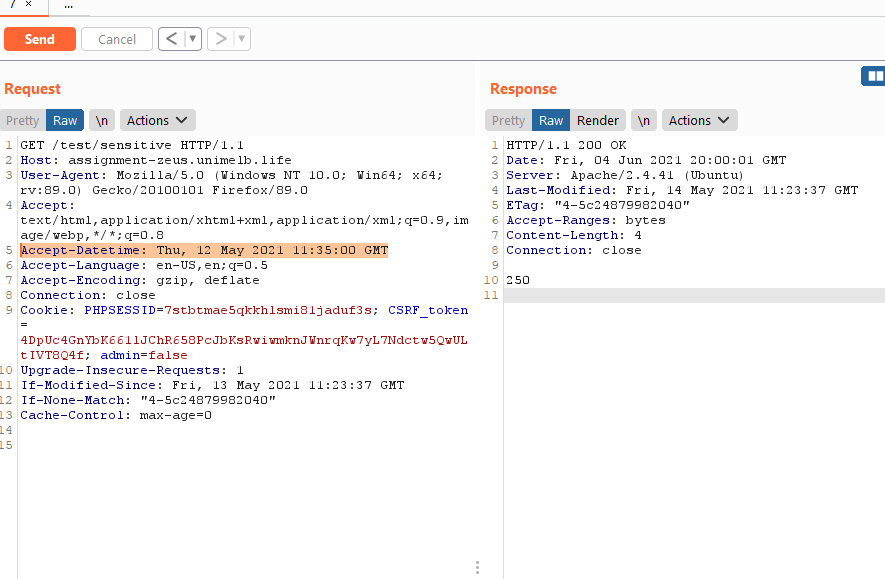 7 × ...
Send Cancel < ▼ > ▼
Request
Pretty Raw \n Actions
1 GET /test/sensitive HTTP/1.1
2 Host: assignment-zeus.unimelb.life
3 User-Agent: Mozilla/5.0 (Windows NT 10.0; Win64; x64;
rv:89.0) Gecko/20100101 Firefox/89.0
4 Accept:
text/html,application/xhtml+xml,application/xml;q=0.9,im
age/webp,*/*;q=0.8
5 Accept-Datetime: Thu, 12 May 2021 11:35:00 GMT
6 Accept-Language: en-US,en;q=0.5
7 Accept-Encoding: gzip, deflate
8 Connection: close
9 Cookie: PHPSESSID=7stbtmae5qkkhlsmi81jaduf3s; CSRF_token
=
4DpUc4GnYbK66llJChR658PcJbKsRwiwmknJWnrqKw7yL7Ndctw5QwUL
tIVT8Q4f; admin=false
10 Upgrade-Insecure-Requests: 1
11 If-Modified-Since: Fri, 13 May 2021 11:23:37 GMT
12 If-None-Match: "4-5c24879982040"
13 Cache-Control: max-age=0
14
15
Response
Pretty Raw Render \n Actions
1 HTTP/1.1 200 OK
2 Date: Fri, 04 Jun 2021 20:00:01 GMT
3 Server: Apache/2.4.41 (Ubuntu)
4 Last-Modified: Fri, 14 May 2021 11:23:37 GMT
5 ETag: "4-5c24879982040"
6 Accept-Ranges: bytes
7 Content-Length: 4
8 Connection: close
9
10 250
11